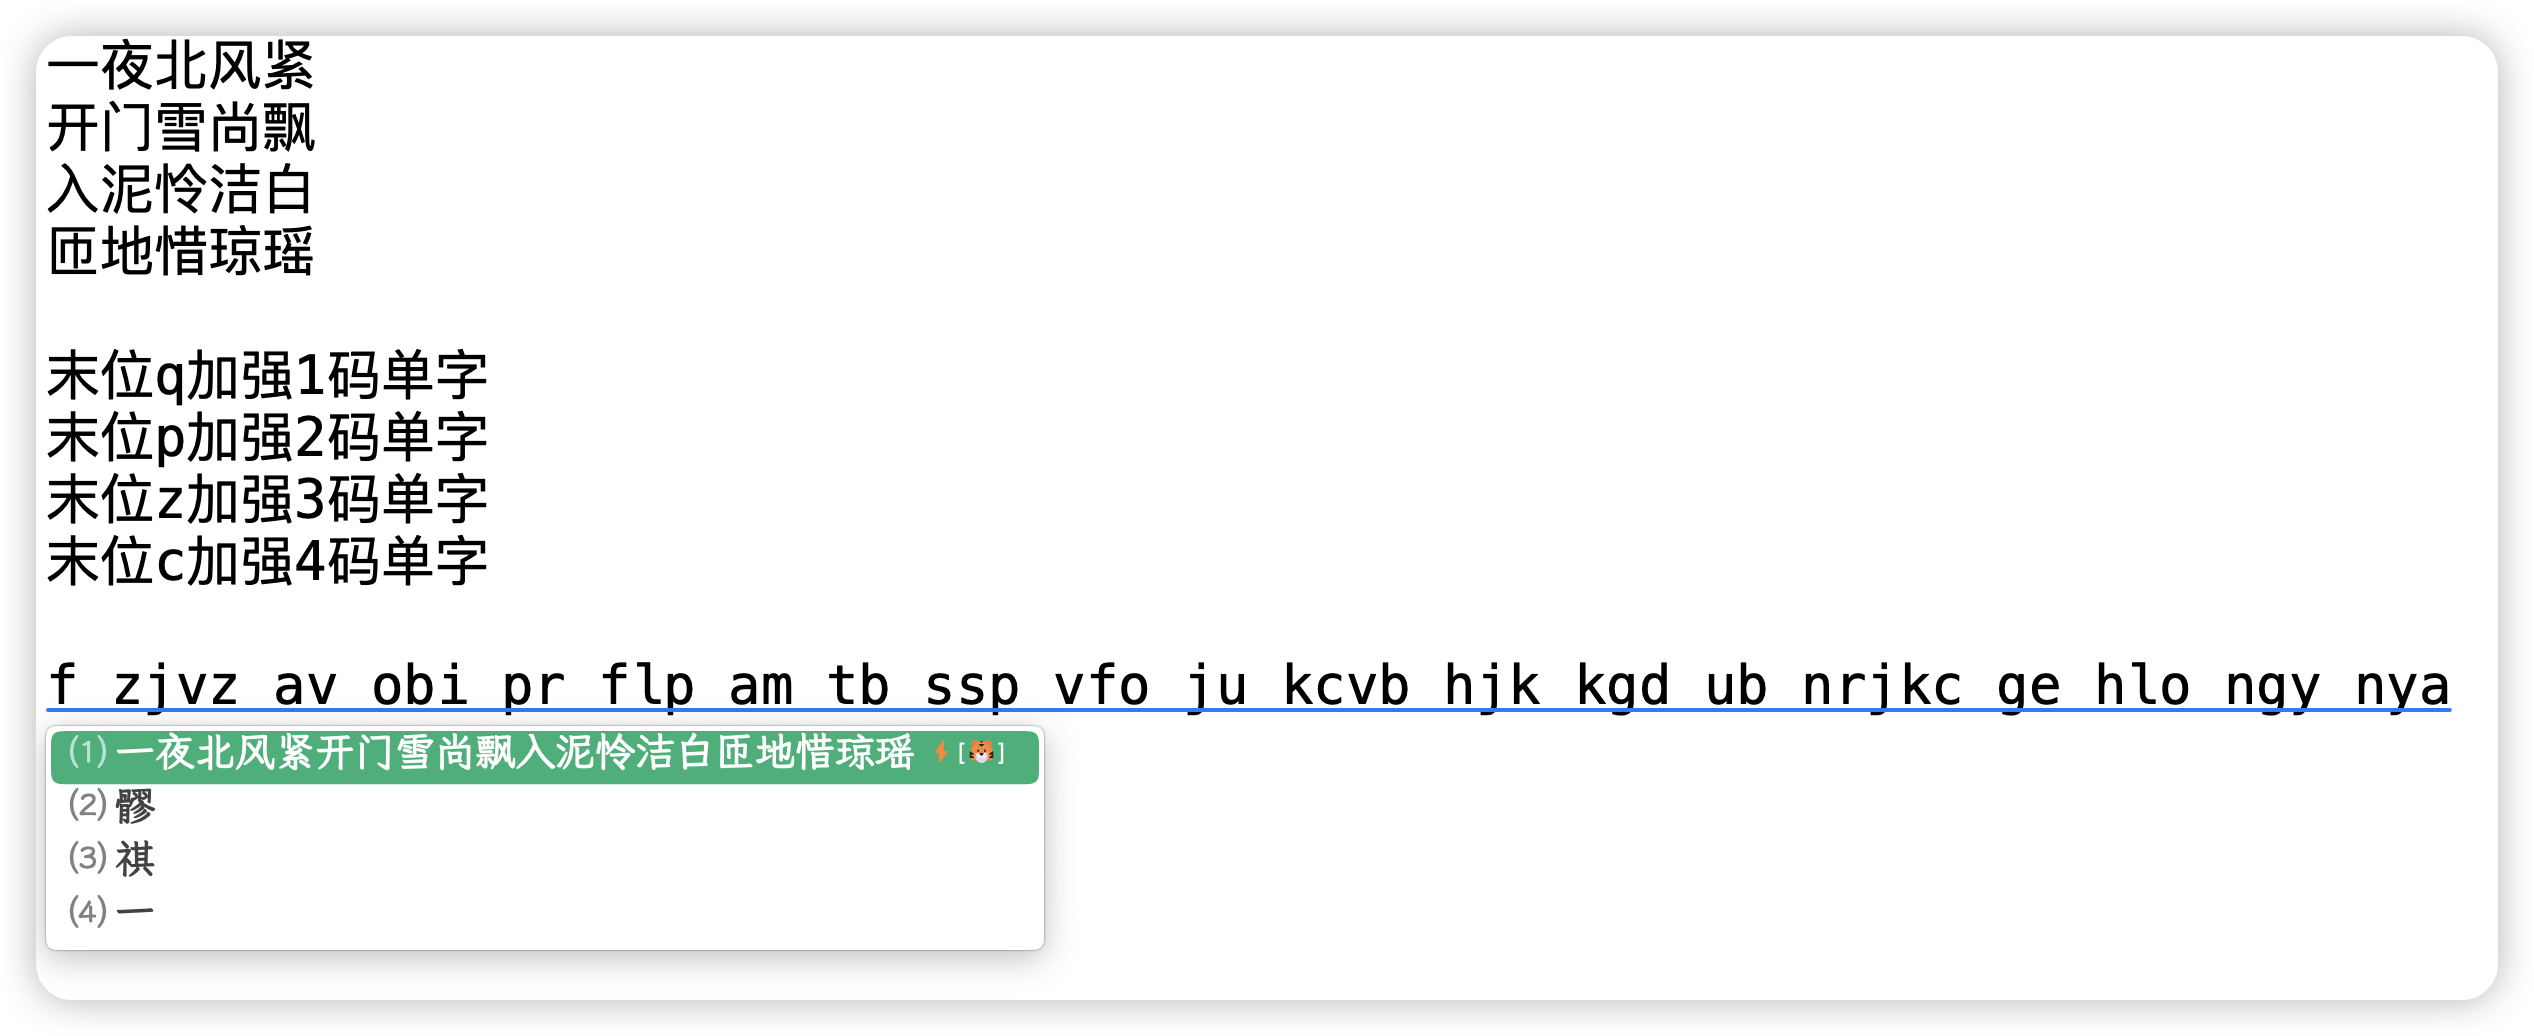 一夜北风紧
开门雪尚飘
入泥怜洁白
匝地惜琼瑶
末位q加强1码单字
末位p加强2码单字
末位z加强3码单字
末位c加强4码单字
f zjvz av obi pr flp am tb ssp vfo ju kcvb hjk kgd ub nrjkc ge hlo ngy nya
(1) 一夜北风紧开门雪尚飘入泥怜洁白匝地惜琼瑶 ⚡[🐯]
(2) 髎
(3) 祺
(4) 一